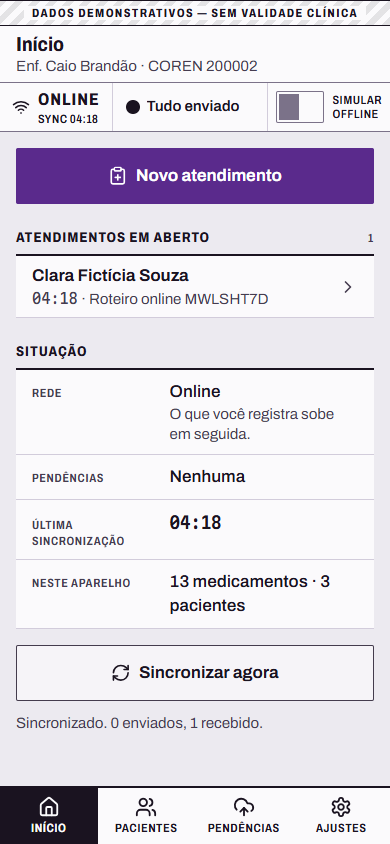 DADOS DEMONSTRATIVOS — SEM VALIDADE CLÍNICA
Início
Enf. Caio Brandão · COREN 200002
ONLINE
SYNC 04:18
Tudo enviado
SIMULAR
OFFLINE
Novo atendimento
ATENDIMENTOS EM ABERTO
1
Clara Fictícia Souza
04:18 · Roteiro online MWLSHT7D
SITUAÇÃO
REDE
Online
O que você registra sobe
em seguida.
PENDÊNCIAS
Nenhuma
ÚLTIMA
SINCRONIZAÇÃO
04:18
NESTE APARELHO
13 medicamentos · 3
pacientes
Sincronizar agora
Sincronizado. 0 enviados, 1 recebido.
INÍCIO
PACIENTES
PENDÊNCIAS
AJUSTES